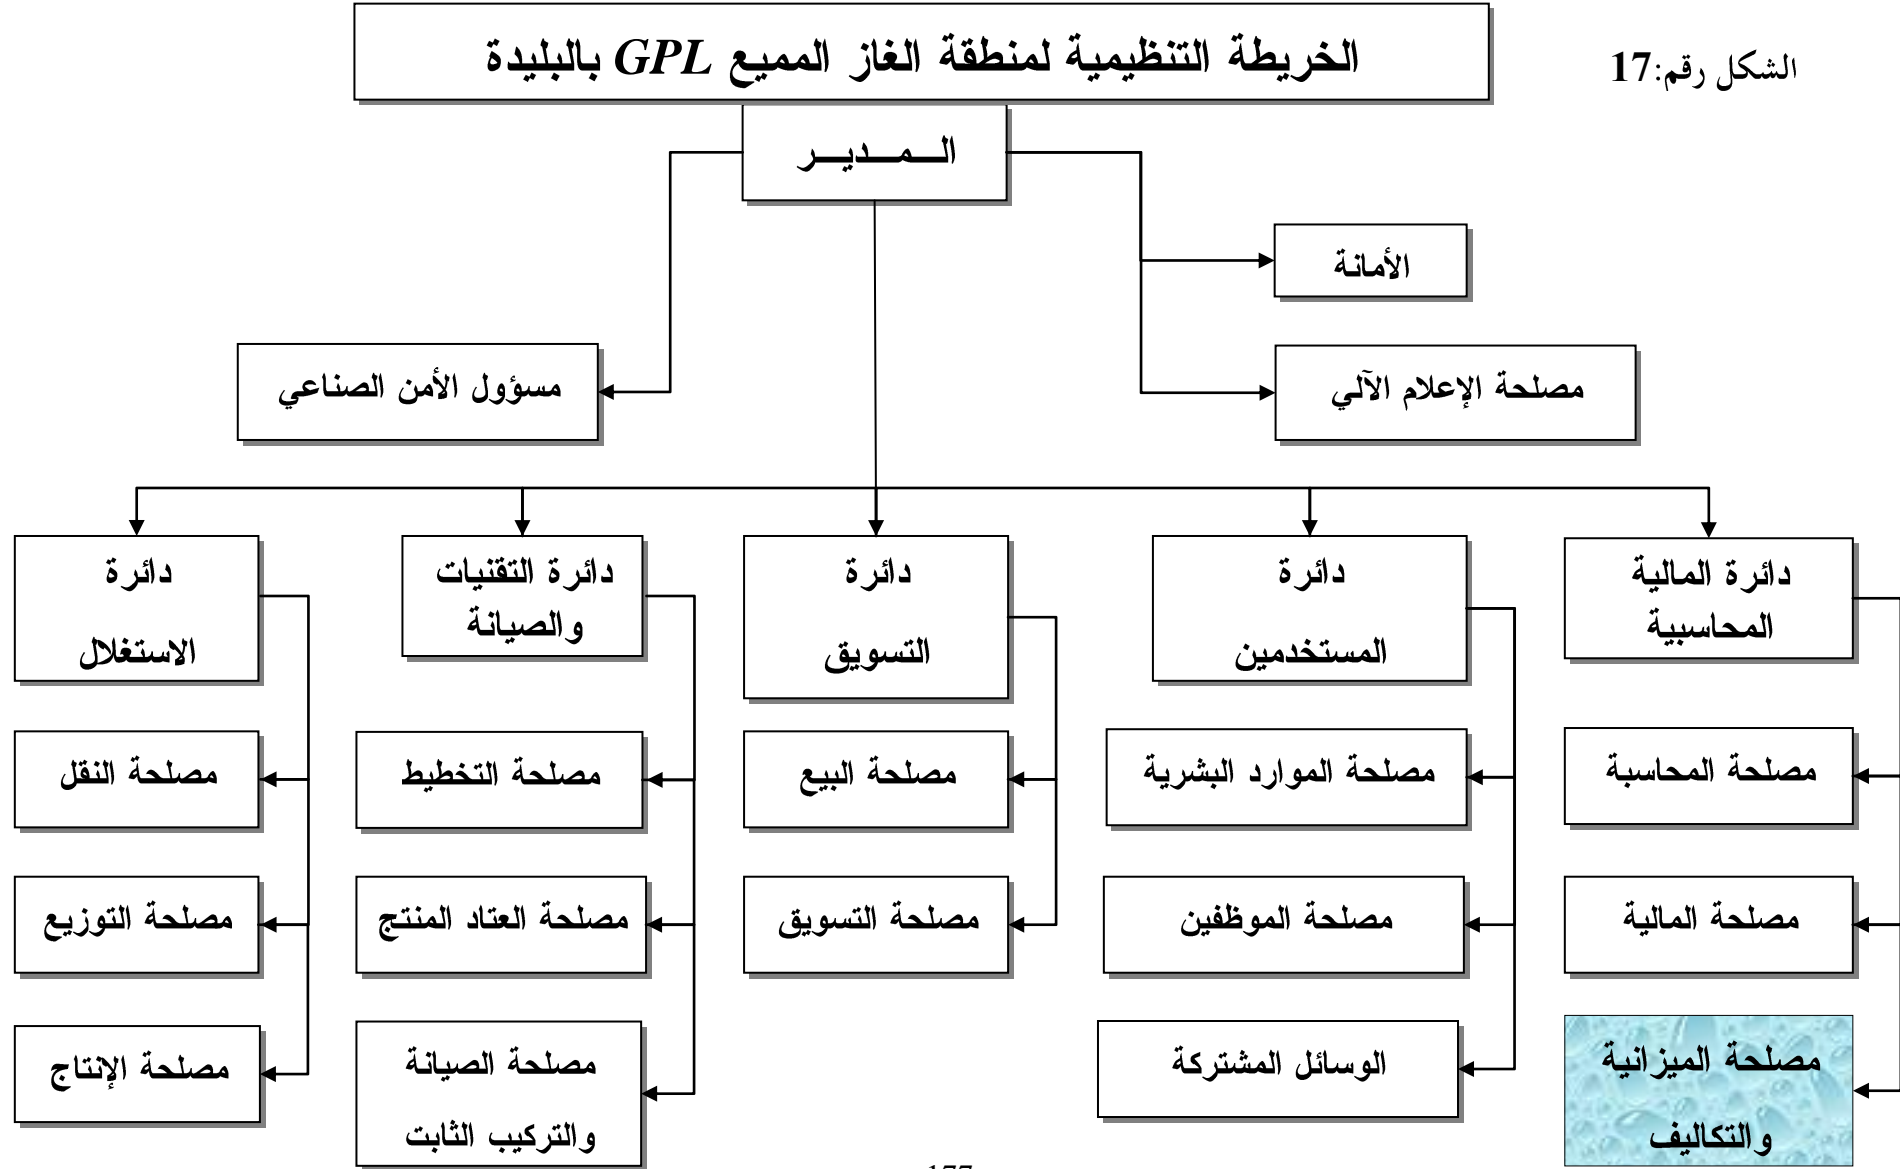 الشكل رقم:17
الخريطة التنظيمية لمنطقة الغاز المميع GPL بالبليدة
الـــمـــديـــر
الأمانة
مصلحة الإعلام الآلي
مسؤول الأمن الصناعي
دائرة المالية
المحاسبية
دائرة
المستخدمين
دائرة
التسويق
دائرة التقنيات
والصيانة
دائرة
الاستغلال
مصلحة المحاسبة
مصلحة الموارد البشرية
مصلحة البيع
مصلحة التخطيط
مصلحة النقل
مصلحة المالية
مصلحة الموظفين
مصلحة التسويق
مصلحة العتاد المنتج
مصلحة التوزيع
مصلحة الميزانية
والتكاليف
الوسائل المشتركة
مصلحة الصيانة
والتركيب الثابت
مصلحة الإنتاج